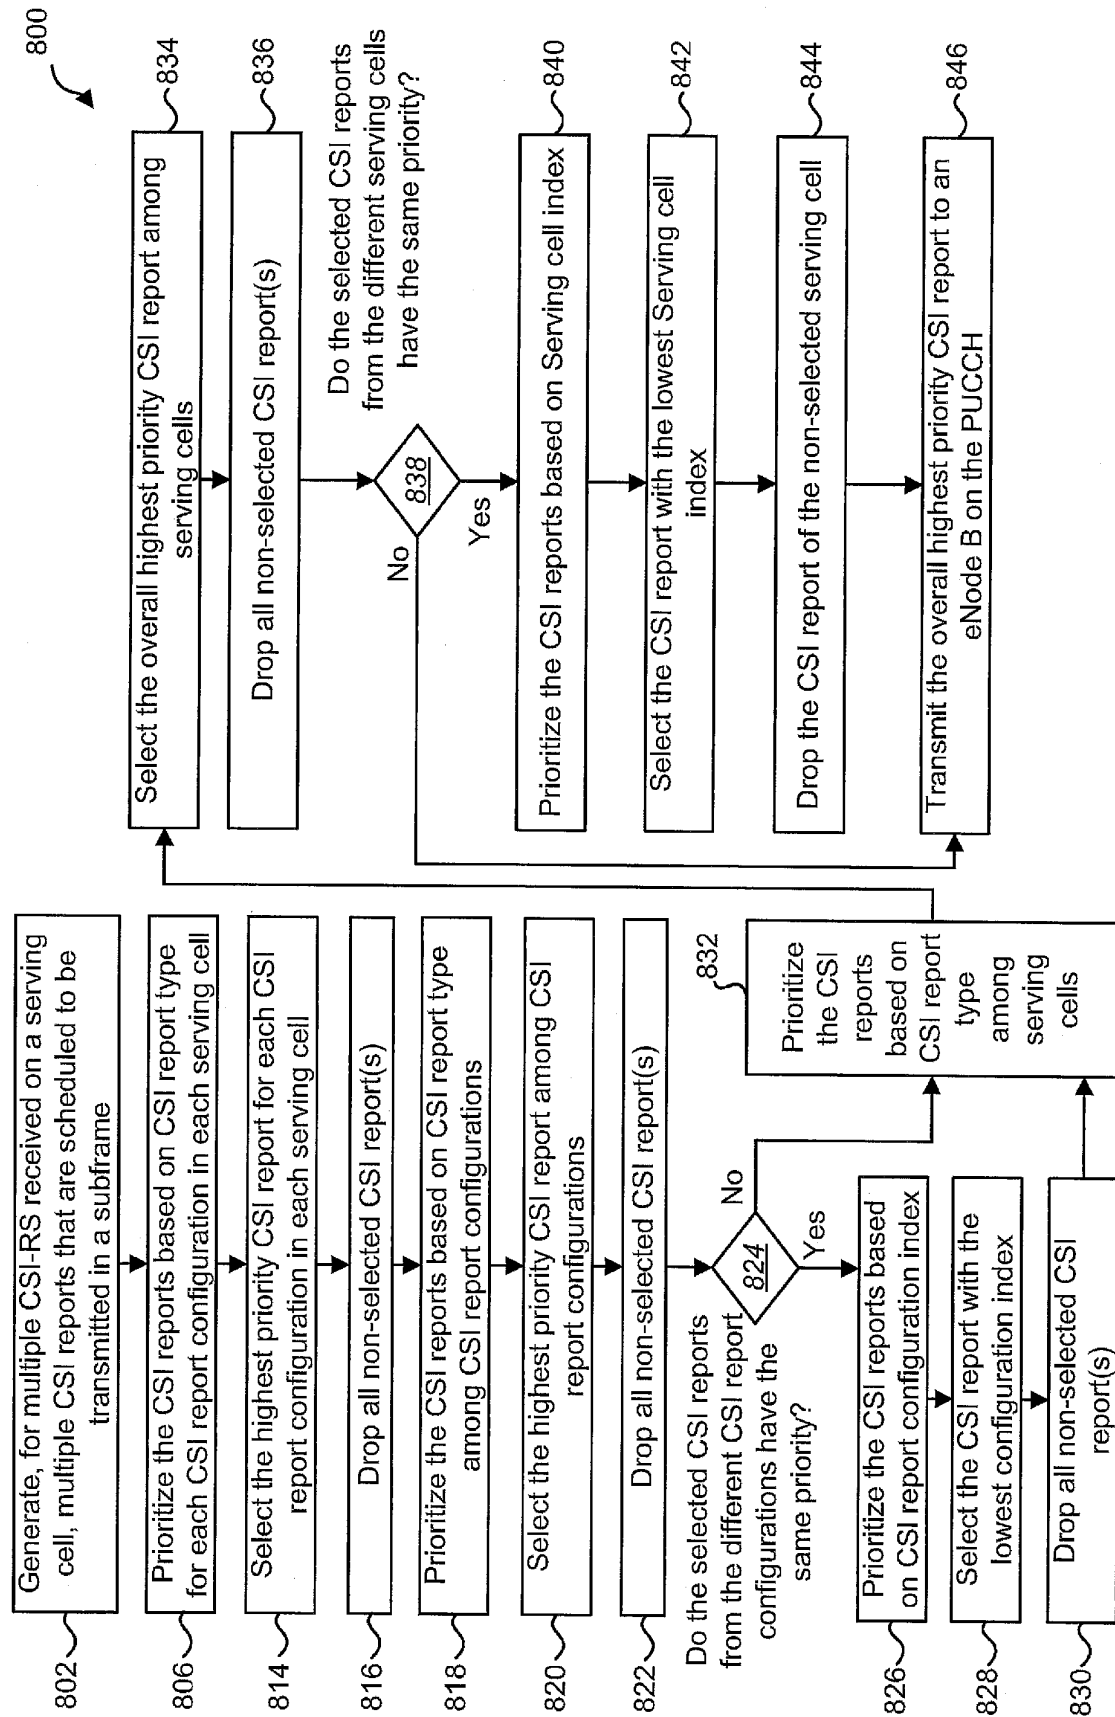 800
802
Generate, for multiple CSI-RS received on a serving
cell, multiple CSI reports that are scheduled to be
transmitted in a subframe
806
Prioritize the CSI reports based on CSI report type
for each CSI report configuration in each serving cell
814
Select the highest priority CSI report for each CSI
report configuration in each serving cell
816
Drop all non-selected CSI report(s)
818
Prioritize the CSI reports based on CSI report type
among CSI report configurations
820
Select the highest priority CSI report among CSI
report configurations
822
Drop all non-selected CSI report(s)
Do the selected CSI reports
from the different CSI report
configurations have the
same priority?
824
No
Yes
826
Prioritize the CSI reports based
on CSI report configuration index
828
Select the CSI report with the
lowest configuration index
830
Drop all non-selected CSI
report(s)
832
Prioritize
the CSI
reports
based on
CSI report
type
among
serving
cells
Select the overall highest priority CSI report among
serving cells
834
Drop all non-selected CSI report(s)
836
Do the selected CSI reports
from the different serving cells
have the same priority?
838
No
Yes
Prioritize the CSI reports based on Serving cell index
840
Select the CSI report with the lowest Serving cell
index
842
Drop the CSI report of the non-selected serving cell
844
Transmit the overall highest priority CSI report to an
eNode B on the PUCCH
846